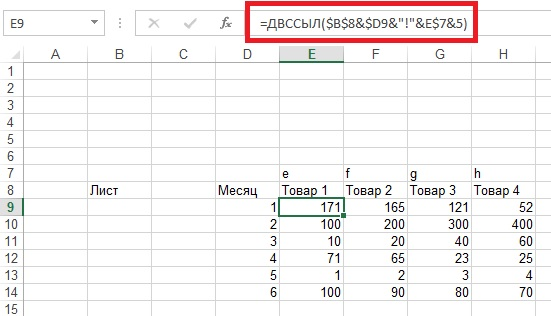 E9 fx =ДВССЫЛ($B$8&$D9&"!"&E$7&5)
A B C D E F G H
1
2
3
4
5
6
7 e f g h
8 Лист Месяц Товар 1 Товар 2 Товар 3 Товар 4
9 1 171 165 121 52
10 2 100 200 300 400
11 3 10 20 40 60
12 4 71 65 23 25
13 5 1 2 3 4
14 6 100 90 80 70
15